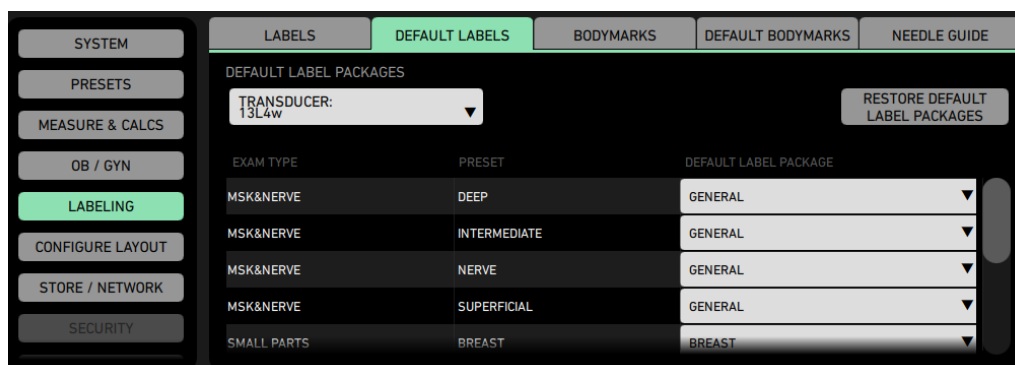 SYSTEM
PRESETS
MEASURE & CALCS
OB / GYN
LABELING
CONFIGURE LAYOUT
STORE / NETWORK
SECURITY
LABELS DEFAULT LABELS BODYMARKS DEFAULT BODYMARKS NEEDLE GUIDE
DEFAULT LABEL PACKAGES
TRANSDUCER:
13L4w
RESTORE DEFAULT
LABEL PACKAGES
EXAM TYPE PRESET DEFAULT LABEL PACKAGE
MSK&NERVE DEEP GENERAL
MSK&NERVE INTERMEDIATE GENERAL
MSK&NERVE NERVE GENERAL
MSK&NERVE SUPERFICIAL GENERAL
SMALL PARTS BREAST BREAST